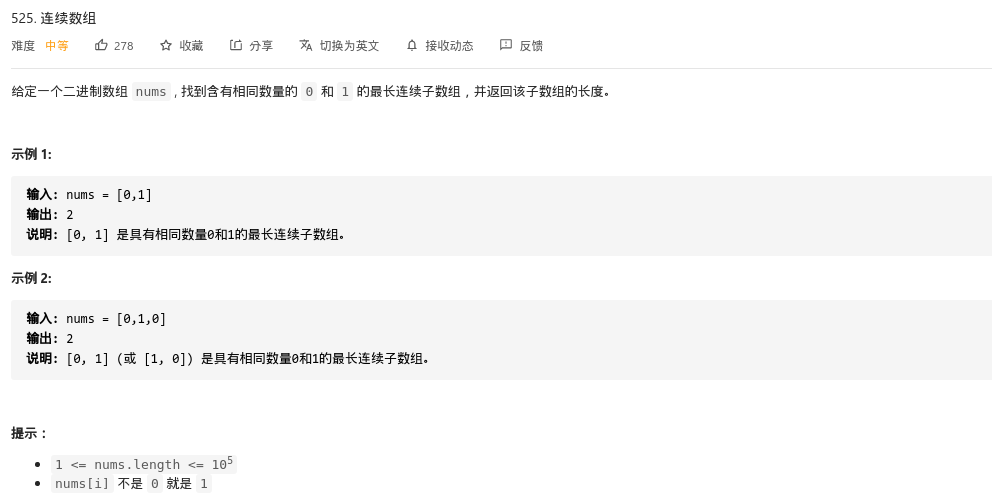 525. 连续数组
难度 中等 278 收藏 分享 切换为英文 接收动态 反馈
给定一个二进制数组 nums , 找到含有相同数量的 0 和 1 的最长连续子数组，并返回该子数组的长度。
示例 1:
输入: nums = [0,1]
输出: 2
说明: [0, 1] 是具有相同数量0和1的最长连续子数组。
示例 2:
输入: nums = [0,1,0]
输出: 2
说明: [0, 1] (或 [1, 0]) 是具有相同数量0和1的最长连续子数组。
提示：
• 1 <= nums.length <= 10⁵
• nums[i] 不是 0 就是 1